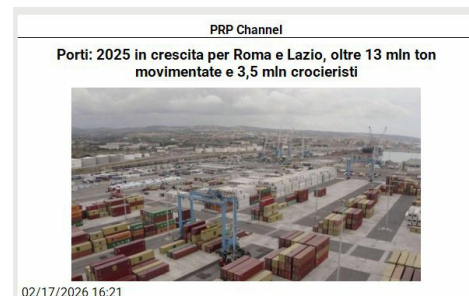 PRP Channel
Porti: 2025 in crescita per Roma e Lazio, oltre 13 mln ton
movimentate e 3,5 mln crocieristi
02/17/2026 16:21